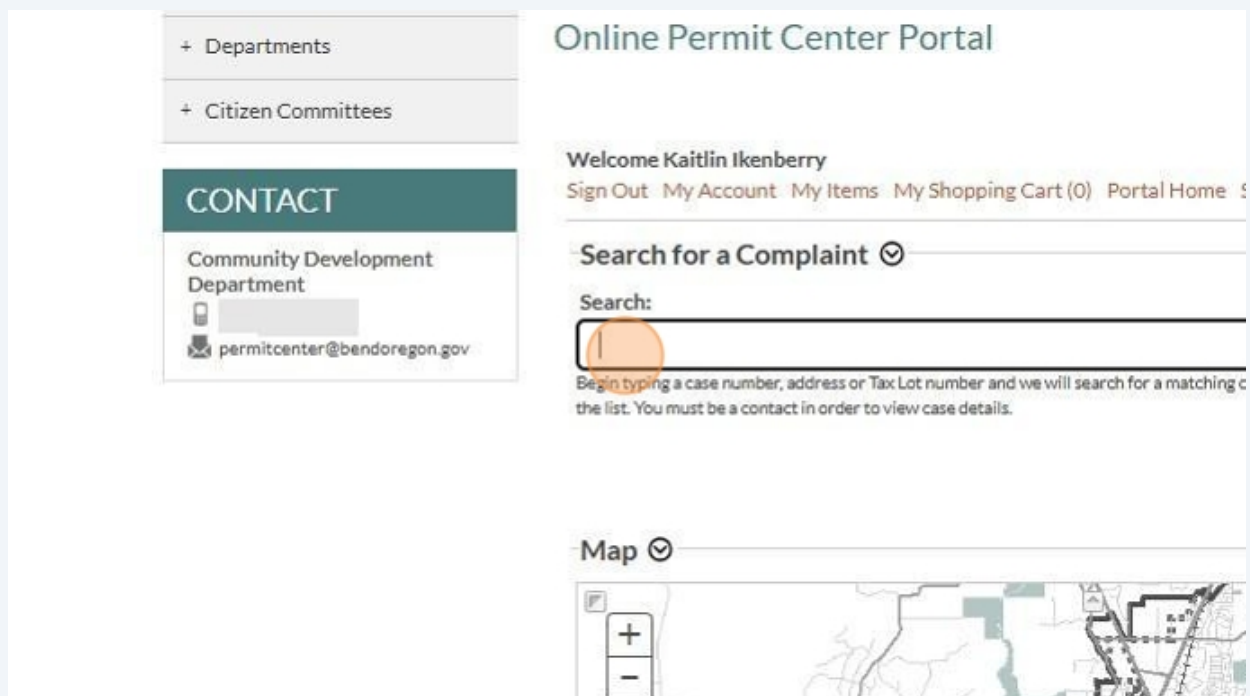 + Departments
+ Citizen Committees
CONTACT
Community Development
Department
permitcenter@bendoregon.gov
Online Permit Center Portal
Welcome Kaitlin Ikenberry
Sign Out My Account My Items My Shopping Cart (0) Portal Home
Search for a Complaint
Search:
Begin typing a case number, address or Tax Lot number and we will search for a matching
the list. You must be a contact in order to view case details.
Map
+
−